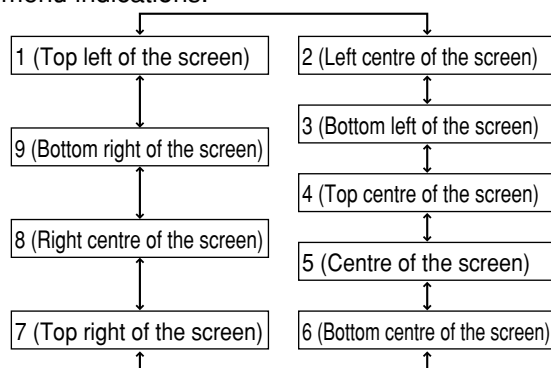 menu indications.
1 (Top left of the screen)
2 (Left centre of the screen)
3 (Bottom left of the screen)
9 (Bottom right of the screen)
4 (Top centre of the screen)
8 (Right centre of the screen)
5 (Centre of the screen)
7 (Top right of the screen)
6 (Bottom centre of the screen)